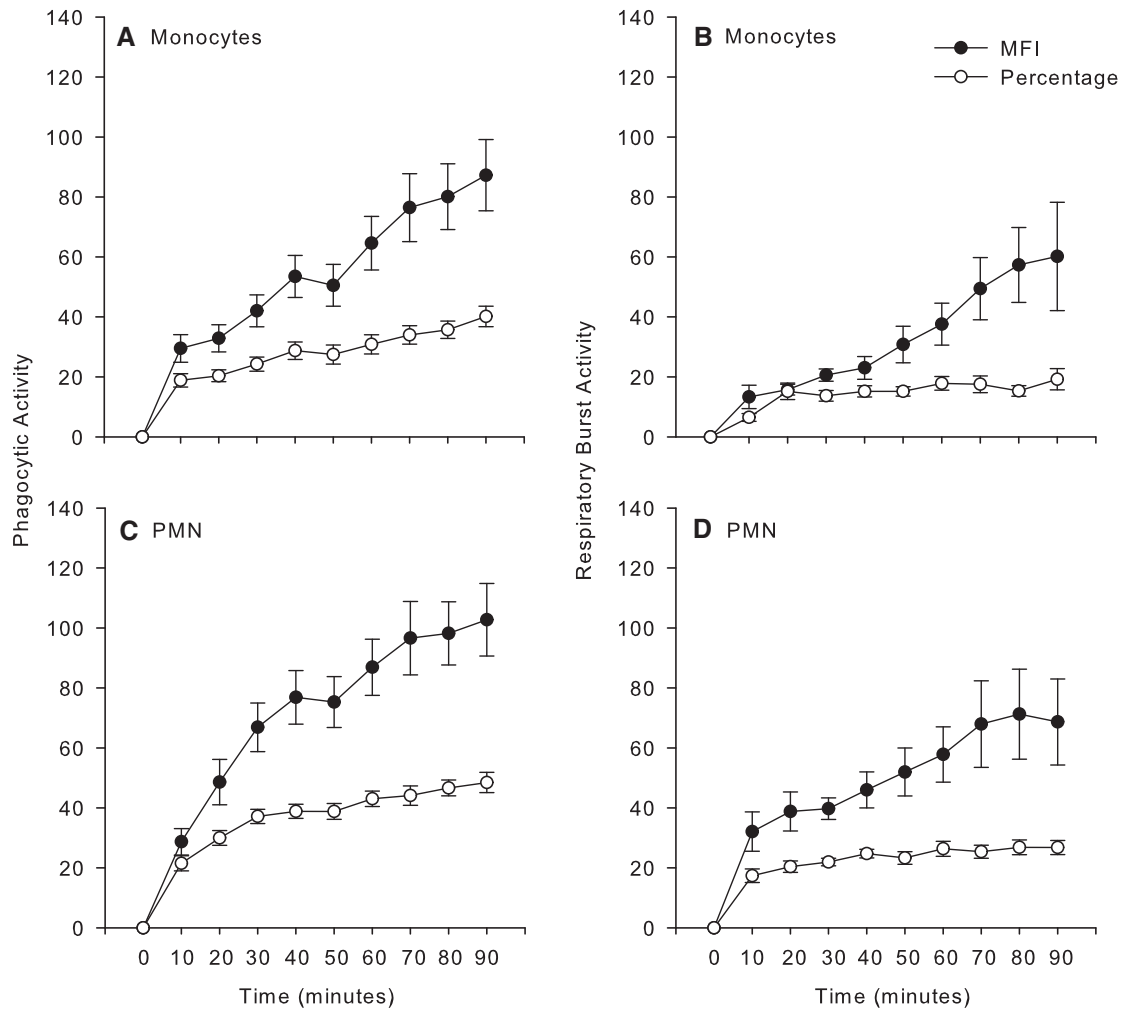 A Monocytes
140
120
100
80
60
40
20
0
B Monocytes
MFI
Percentage
140
120
100
80
60
40
20
0
Phagocytic Activity
Respiratory Burst Activity
C PMN
140
120
100
80
60
40
20
0
0 10 20 30 40 50 60 70 80 90
Time (minutes)
D PMN
140
120
100
80
60
40
20
0
0 10 20 30 40 50 60 70 80 90
Time (minutes)